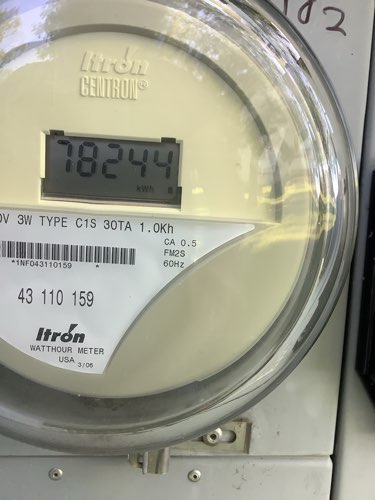 182
Itron
CENTRON®
78244
kWh
0V 3W TYPE C1S 30TA 1.0Kh
CA 0.5
FM2S
60Hz
*1NF043110159 *
43 110 159
Itron
WATTHOUR METER
USA 3/06